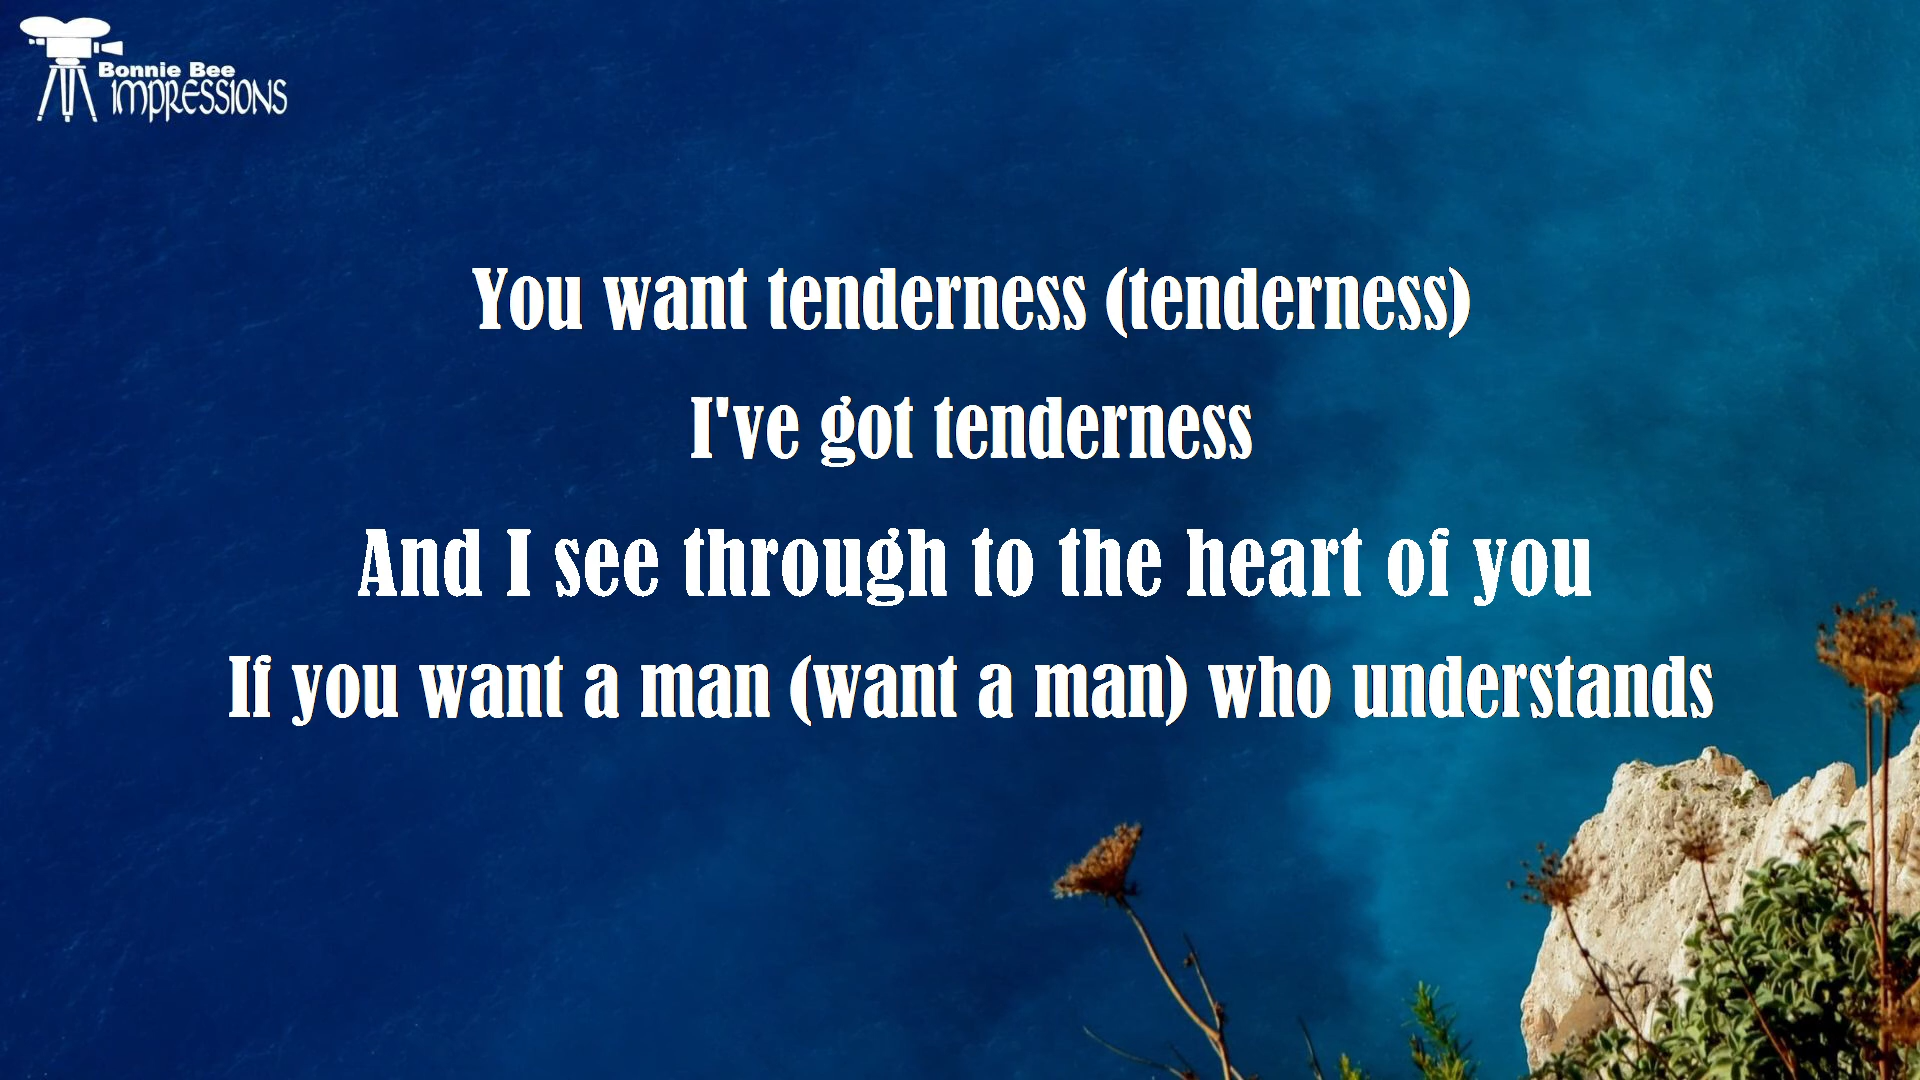 Bonnie Bee
IMPRESSIONS
You want tenderness (tenderness)
I've got tenderness
And I see through to the heart of you
If you want a man (want a man) who understands